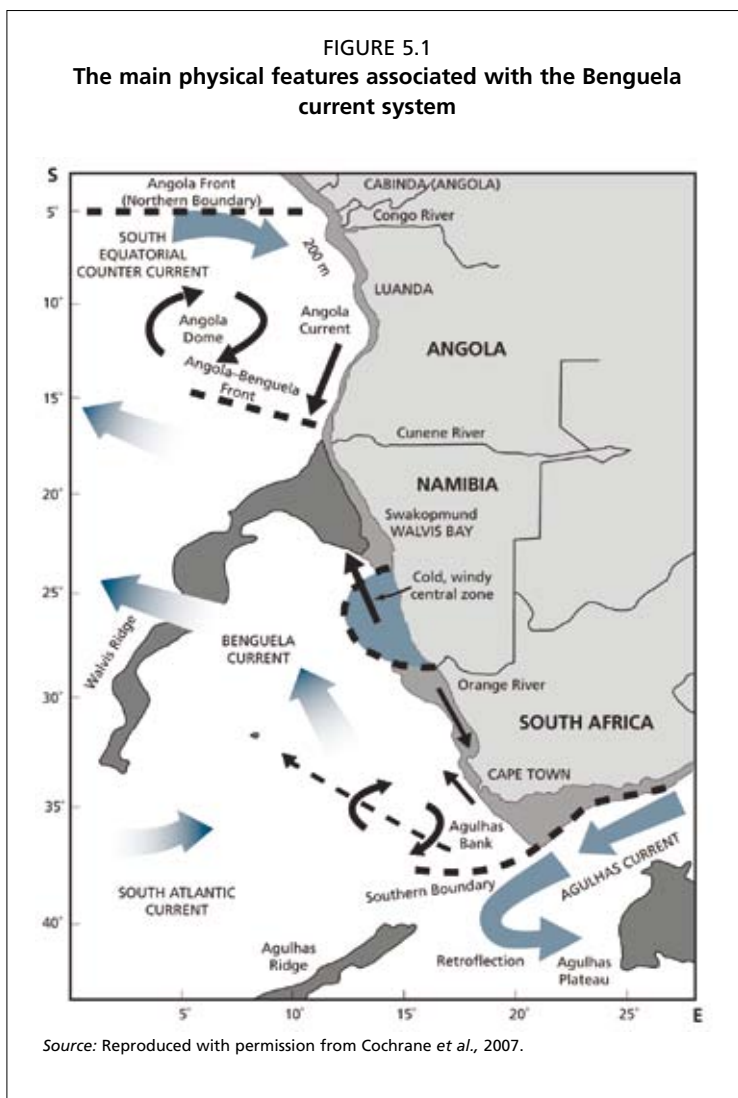 FIGURE 5.1
The main physical features associated with the Benguela
current system
S
Angola Front
(Northern Boundary)
CABINDA (ANGOLA)
5°
Congo River
SOUTH
EQUATORIAL
COUNTER CURRENT
200 m
LUANDA
10°
Angola
Dome
Angola
Current
ANGOLA
Angola-Benguela
Front
15°
Cunene River
NAMIBIA
20°
Swakopmund
WALVIS BAY
25°
Cold, windy
central zone
Walvis Ridge
BENGUELA
CURRENT
Orange River
30°
SOUTH AFRICA
CAPE TOWN
35°
Agulhas
Bank
AGULHAS CURRENT
Southern Boundary
SOUTH ATLANTIC
CURRENT
40°
Agulhas
Ridge
Retroflection
Agulhas
Plateau
5°
10°
15°
20°
25°
E
Source: Reproduced with permission from Cochrane et al., 2007.